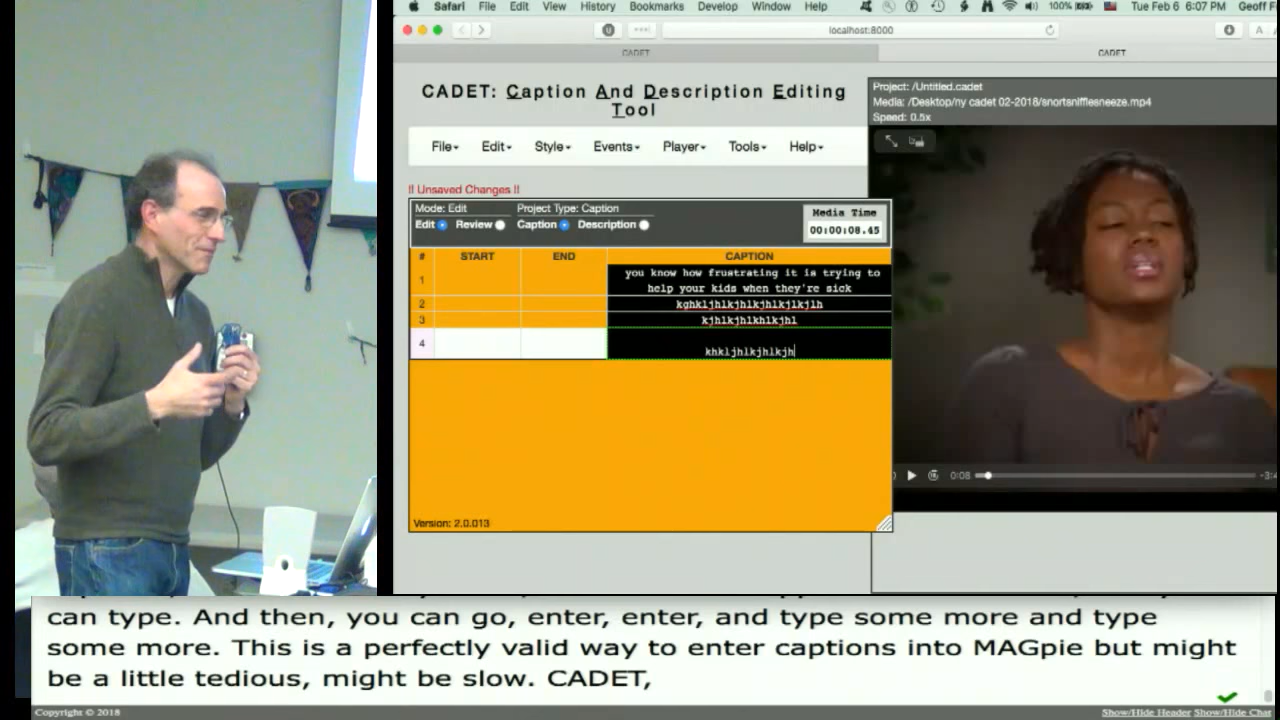 Safari File Edit View History Bookmarks Develop Window Help 100% Tue Feb 6 6:07 PM Geoff F
localhost:8000
CADET CADET
CADET: Caption And Description Editing
Tool
File Edit Style Events Player Tools Help
!! Unsaved Changes !!
Mode: Edit Project Type: Caption
Edit Review Caption Description
Media Time
00:00:08.45
# START END CAPTION
1 you know how frustrating it is trying to
help your kids when they're sick
2 kghkljhlkjhlkjhlkjlkjlh
3 kjhlkjhlkhlkjhl
4 khkljhlkjhlkjh
Version: 2.0.013
Project: /Untitled.cadet
Media: /Desktop/ny cadet 02-2018/snortsnifflesneeze.mp4
Speed: 0.5x
0:08
can type. And then, you can go, enter, enter, and type some more and type
some more. This is a perfectly valid way to enter captions into MAGpie but might
be a little tedious, might be slow. CADET,
Copyright © 2018 Show/Hide Header Show/Hide Chat